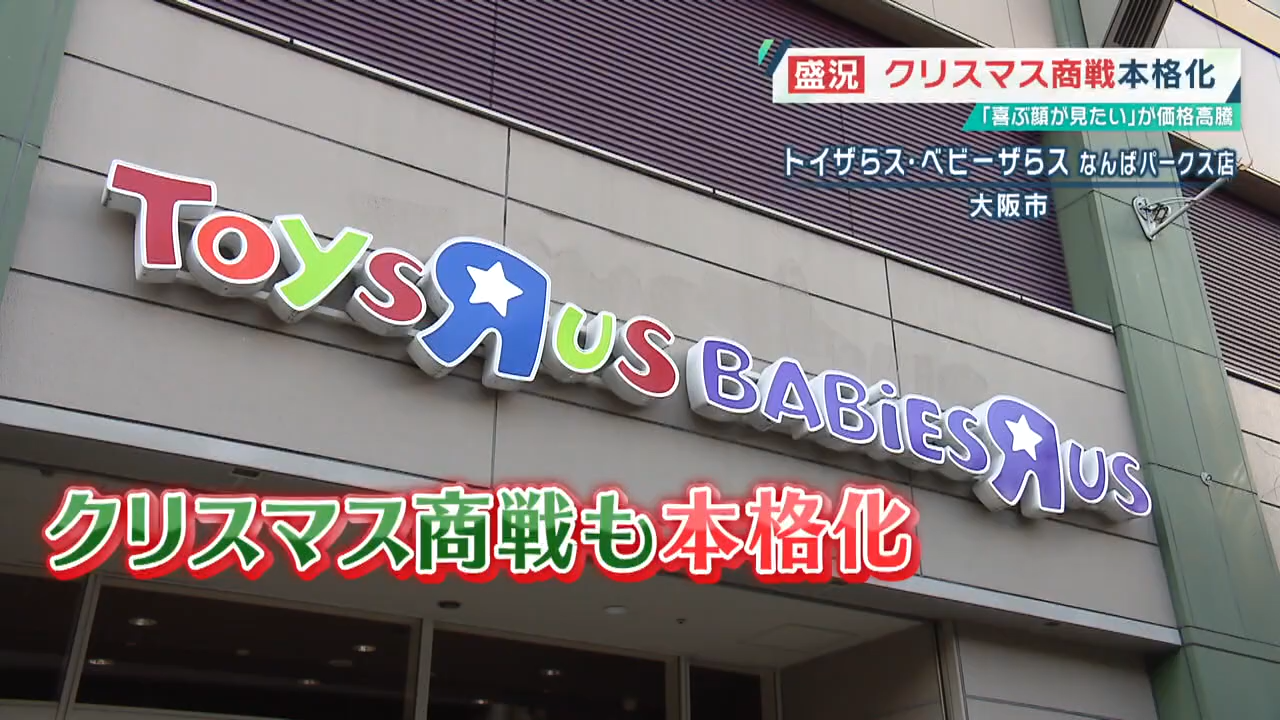 盛況 クリスマス商戦本格化
「喜ぶ顔が見たい」が価格高騰
トイザらス・ベビーザらス なんばパークス店
大阪市
TOYSЯUS BABiESЯUS
クリスマス商戦も本格化